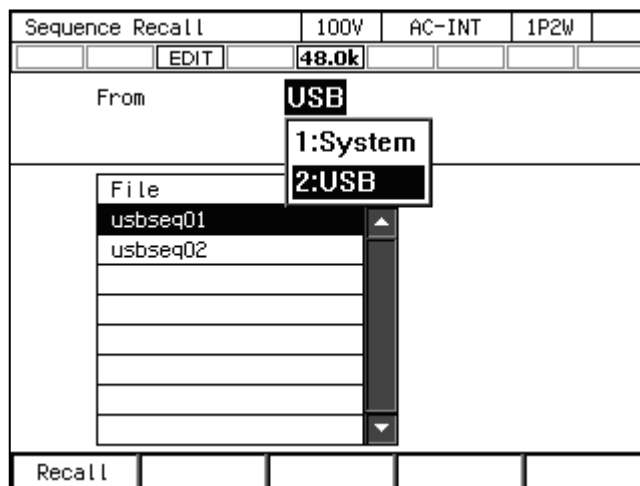 Sequence Recall 100V AC-INT 1P2W
EDIT 48.0k
From USB
1:System
2:USB
File
usbseq01
usbseq02
Recall